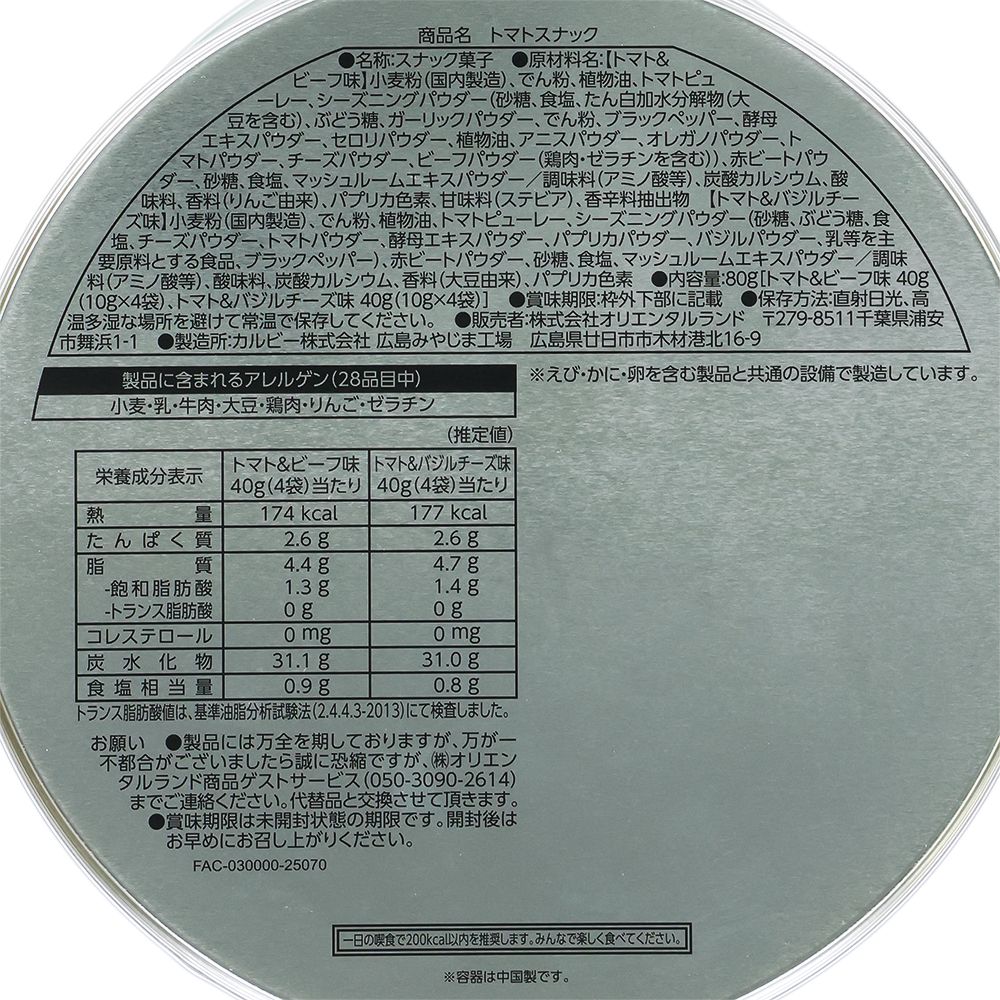 商品名　トマトスナック
●名称:スナック菓子　●原材料名:【トマト&
ビーフ味】小麦粉(国内製造)、でん粉、植物油、トマトピュ
ーレー、シーズニングパウダー(砂糖、食塩、たん白加水分解物(大
豆を含む)、ぶどう糖、ガーリックパウダー、でん粉、ブラックペッパー、酵母
エキスパウダー、セロリパウダー、植物油、アニスパウダー、オレガノパウダー、ト
マトパウダー、チーズパウダー、ビーフパウダー(鶏肉・ゼラチンを含む))、赤ビートパウ
ダー、砂糖、食塩、マッシュルームエキスパウダー／調味料(アミノ酸等)、炭酸カルシウム、酸
味料、香料(りんご由来)、パプリカ色素、甘味料(ステビア)、香辛料抽出物　【トマト&バジルチー
ズ味】小麦粉(国内製造)、でん粉、植物油、トマトピューレー、シーズニングパウダー(砂糖、ぶどう糖、食
塩、チーズパウダー、トマトパウダー、酵母エキスパウダー、パプリカパウダー、バジルパウダー、乳等を主
要原料とする食品、ブラックペッパー)、赤ビートパウダー、砂糖、食塩、マッシュルームエキスパウダー／調味
料(アミノ酸等)、酸味料、炭酸カルシウム、香料(大豆由来)、パプリカ色素　●内容量:80g[トマト&ビーフ味 40g
(10g×4袋)、トマト&バジルチーズ味 40g(10g×4袋)]　●賞味期限:枠外下部に記載　●保存方法:直射日光、高
温多湿な場所を避けて常温で保存してください。　●販売者:株式会社オリエンタルランド　〒279-8511千葉県浦安
市舞浜1-1　●製造所:カルビー株式会社 広島みやじま工場　広島県廿日市市木材港北16-9
製品に含まれるアレルゲン(28品目中)
小麦・乳・牛肉・大豆・鶏肉・りんご・ゼラチン
※えび・かに・卵を含む製品と共通の設備で製造しています。
(推定値)
栄養成分表示 トマト&ビーフ味 40g(4袋)当たり トマト&バジルチーズ味 40g(4袋)当たり
熱量 174 kcal 177 kcal
たんぱく質 2.6 g 2.6 g
脂質 4.4 g 4.7 g
-飽和脂肪酸 1.3 g 1.4 g
-トランス脂肪酸 0 g 0 g
コレステロール 0 mg 0 mg
炭水化物 31.1 g 31.0 g
食塩相当量 0.9 g 0.8 g
トランス脂肪酸値は、基準油脂分析試験法(2.4.4.3-2013)にて検査しました。
お願い　●製品には万全を期しておりますが、万が一
不都合がございましたら誠に恐縮ですが、㈱オリエン
タルランド商品ゲストサービス(050-3090-2614)
までご連絡ください。代替品と交換させて頂きます。
●賞味期限は未開封状態の期限です。開封後は
お早めにお召し上がりください。
FAC-030000-25070
一日の喫食で200kcal以内を推奨します。みんなで楽しく食べてください。
※容器は中国製です。